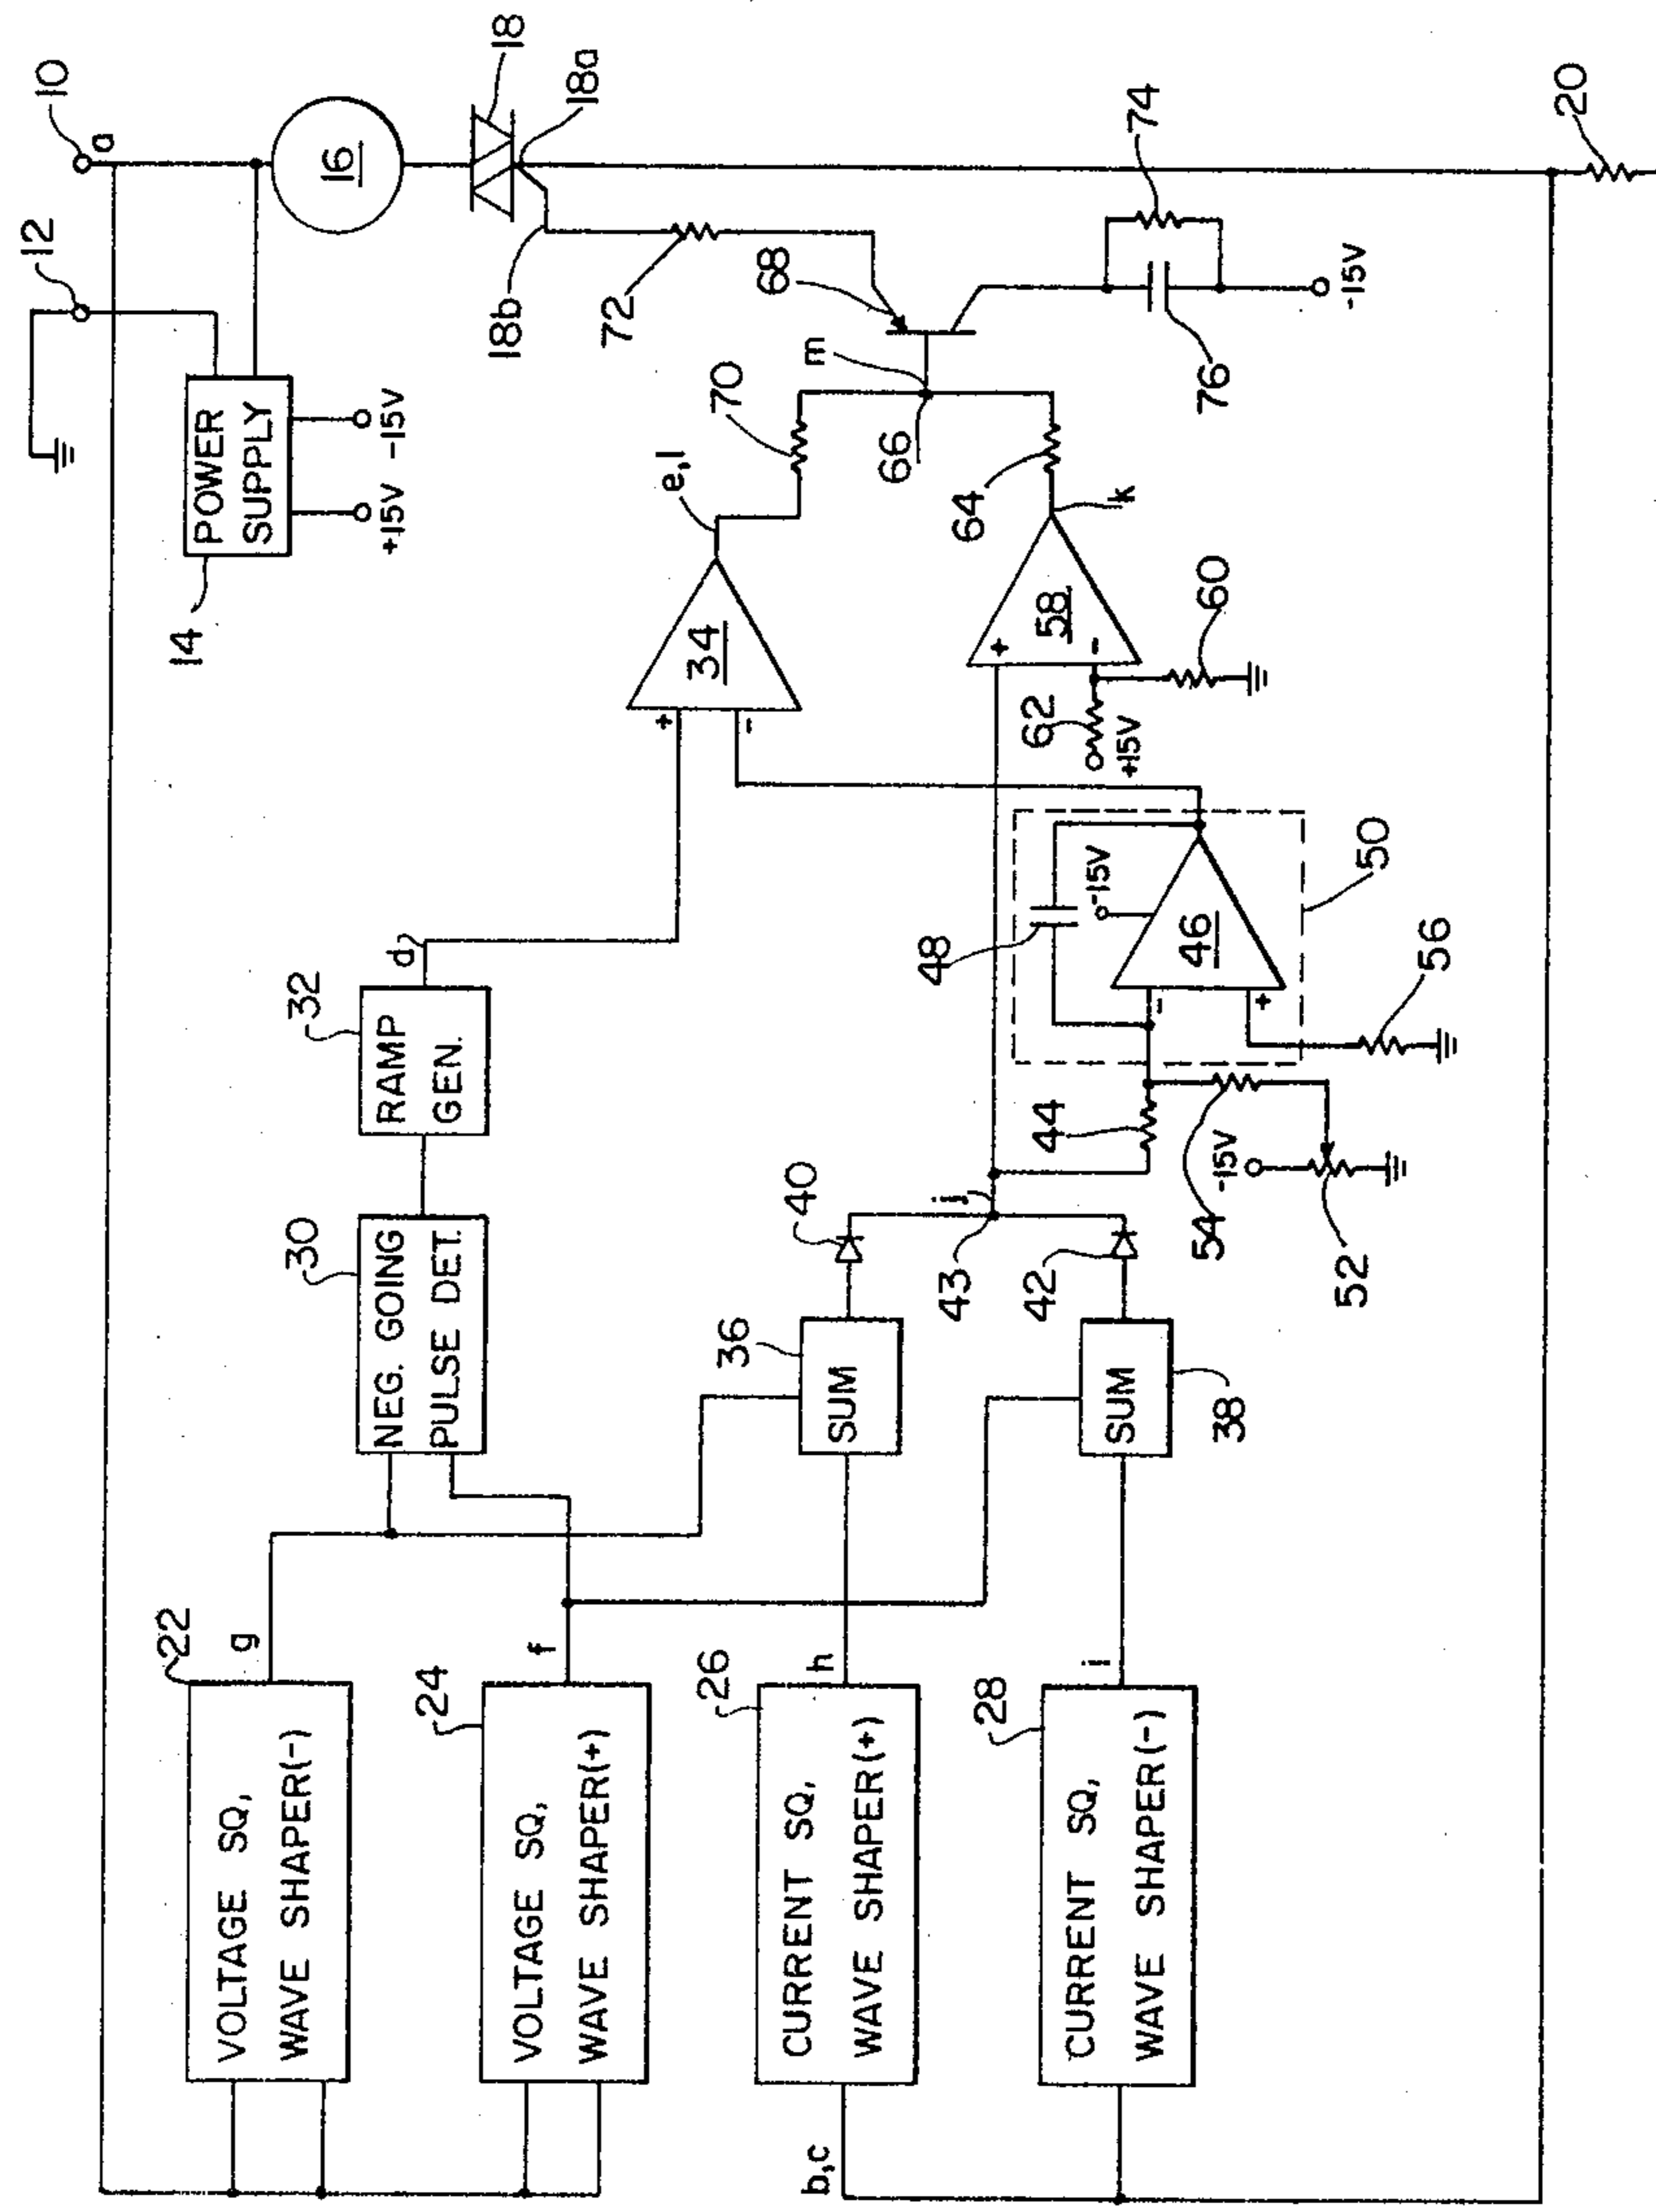 10
a
12
POWER
SUPPLY
14
+15V
-15V
16
18
18a
18b
72
68
m
74
76
-15V
20
70
66
64
e,l
k
34
+
-
58
+
-
60
62
+15V
32
d
RAMP
GEN.
30
NEG. GOING
PULSE DET.
48
-15V
46
-
+
50
56
44
54
-15V
52
40
j
43
42
36
SUM
SUM
38
22
g
VOLTAGE SQ,
WAVE SHAPER(-)
24
f
VOLTAGE SQ,
WAVE SHAPER(+)
26
h
CURRENT SQ,
WAVE SHAPER(+)
28
i
CURRENT SQ,
WAVE SHAPER(-)
b,c